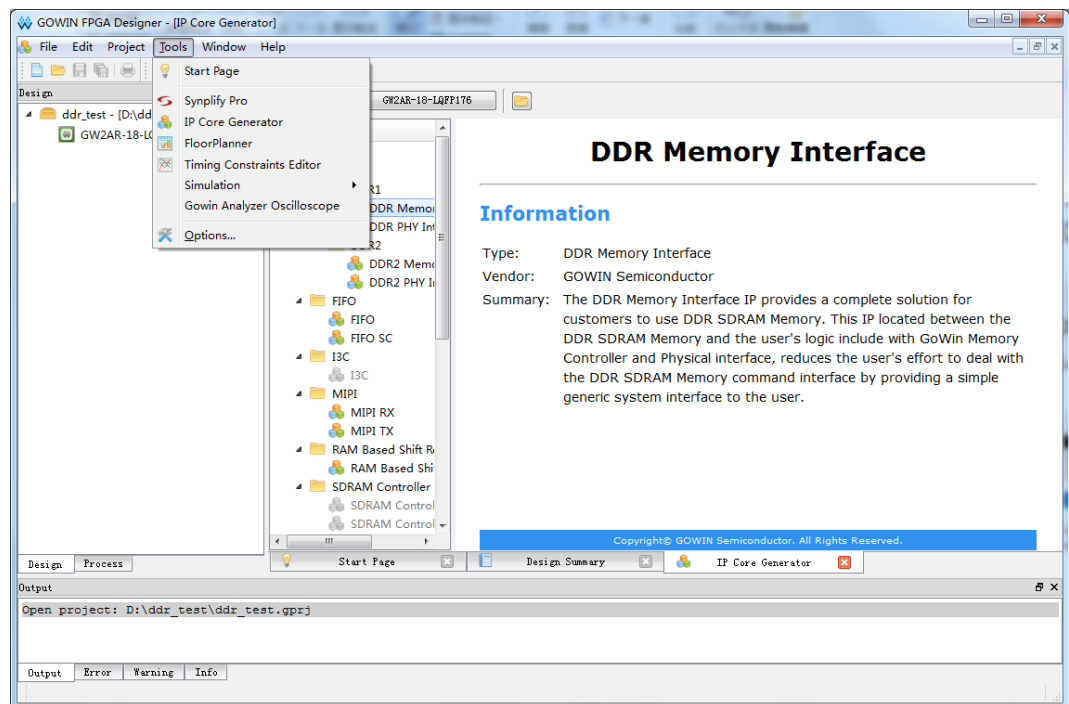 GOWIN FPGA Designer - [IP Core Generator]
File Edit Project Tools Window Help
Start Page
Synplify Pro
IP Core Generator
FloorPlanner
Timing Constraints Editor
Simulation
Gowin Analyzer Oscilloscope
Options...
Design
ddr_test - [D:\dd
GW2AR-18-L
GW2AR-18-LQFP176
R1
DDR Memo
DDR PHY Int
DDR2
DDR2 Memo
DDR2 PHY I
FIFO
FIFO
FIFO SC
I3C
I3C
MIPI
MIPI RX
MIPI TX
RAM Based Shift R
RAM Based Shi
SDRAM Controller
SDRAM Control
SDRAM Control
DDR Memory Interface
Information
Type: DDR Memory Interface
Vendor: GOWIN Semiconductor
Summary: The DDR Memory Interface IP provides a complete solution for
customers to use DDR SDRAM Memory. This IP located between the
DDR SDRAM Memory and the user's logic include with GoWin Memory
Controller and Physical interface, reduces the user's effort to deal with
the DDR SDRAM Memory command interface by providing a simple
generic system interface to the user.
Copyright© GOWIN Semiconductor. All Rights Reserved.
Design Process
Start Page Design Summary IP Core Generator
Output
Open project: D:\ddr_test\ddr_test.gprj
Output Error Warning Info